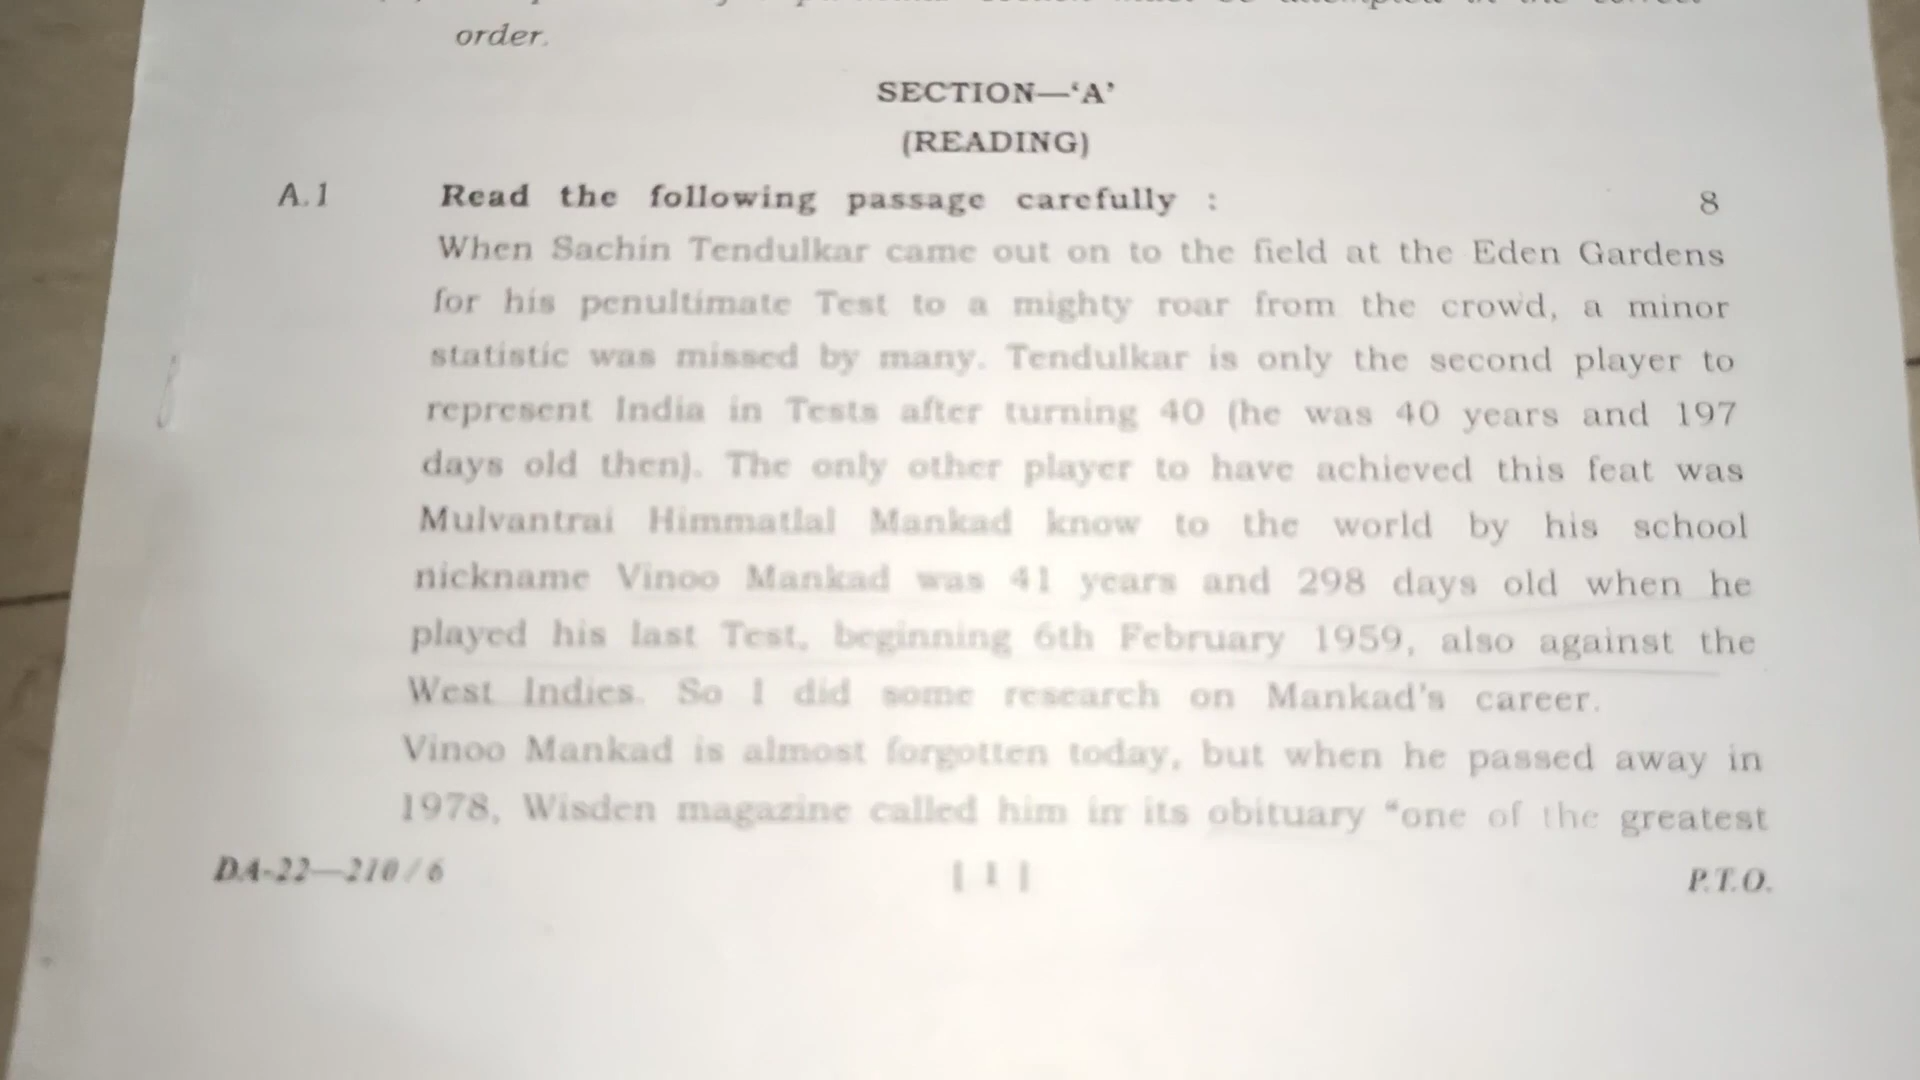 order.
SECTION—‘A’
(READING)
A.1 Read the following passage carefully : 8
When Sachin Tendulkar came out on to the field at the Eden Gardens
for his penultimate Test to a mighty roar from the crowd, a minor
statistic was missed by many. Tendulkar is only the second player to
represent India in Tests after turning 40 (he was 40 years and 197
days old then). The only other player to have achieved this feat was
Mulvantrai Himmatlal Mankad know to the world by his school
nickname Vinoo Mankad was 41 years and 298 days old when he
played his last Test, beginning 6th February 1959, also against the
West Indies. So I did some research on Mankad's career.
Vinoo Mankad is almost forgotten today, but when he passed away in
1978, Wisden magazine called him in its obituary “one of the greatest
DA-22—210/6 [ 1 ] P.T.O.